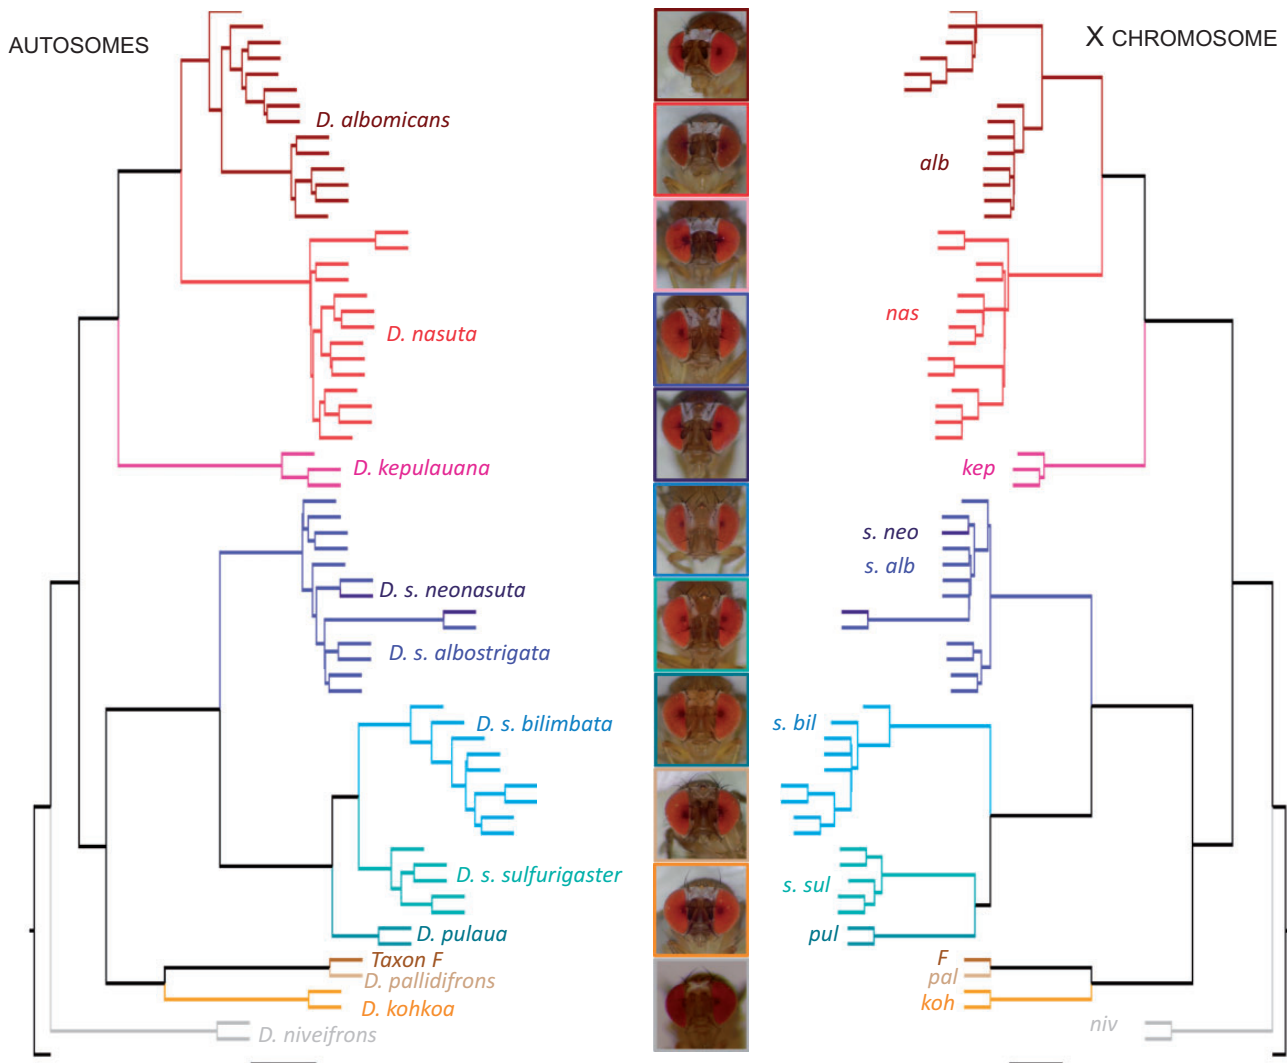 AUTOSOMES
X CHROMOSOME
D. albomicans
alb
D. nasuta
nas
D. kepulauana
kep
s. neo
s. alb
D. s. neonasuta
D. s. albostrigata
D. s. bilimbata
s. bil
D. s. sulfurigaster
s. sul
D. pulaua
pul
Taxon F
F
D. pallidifrons
pal
D. kohkoa
koh
D. niveifrons
niv